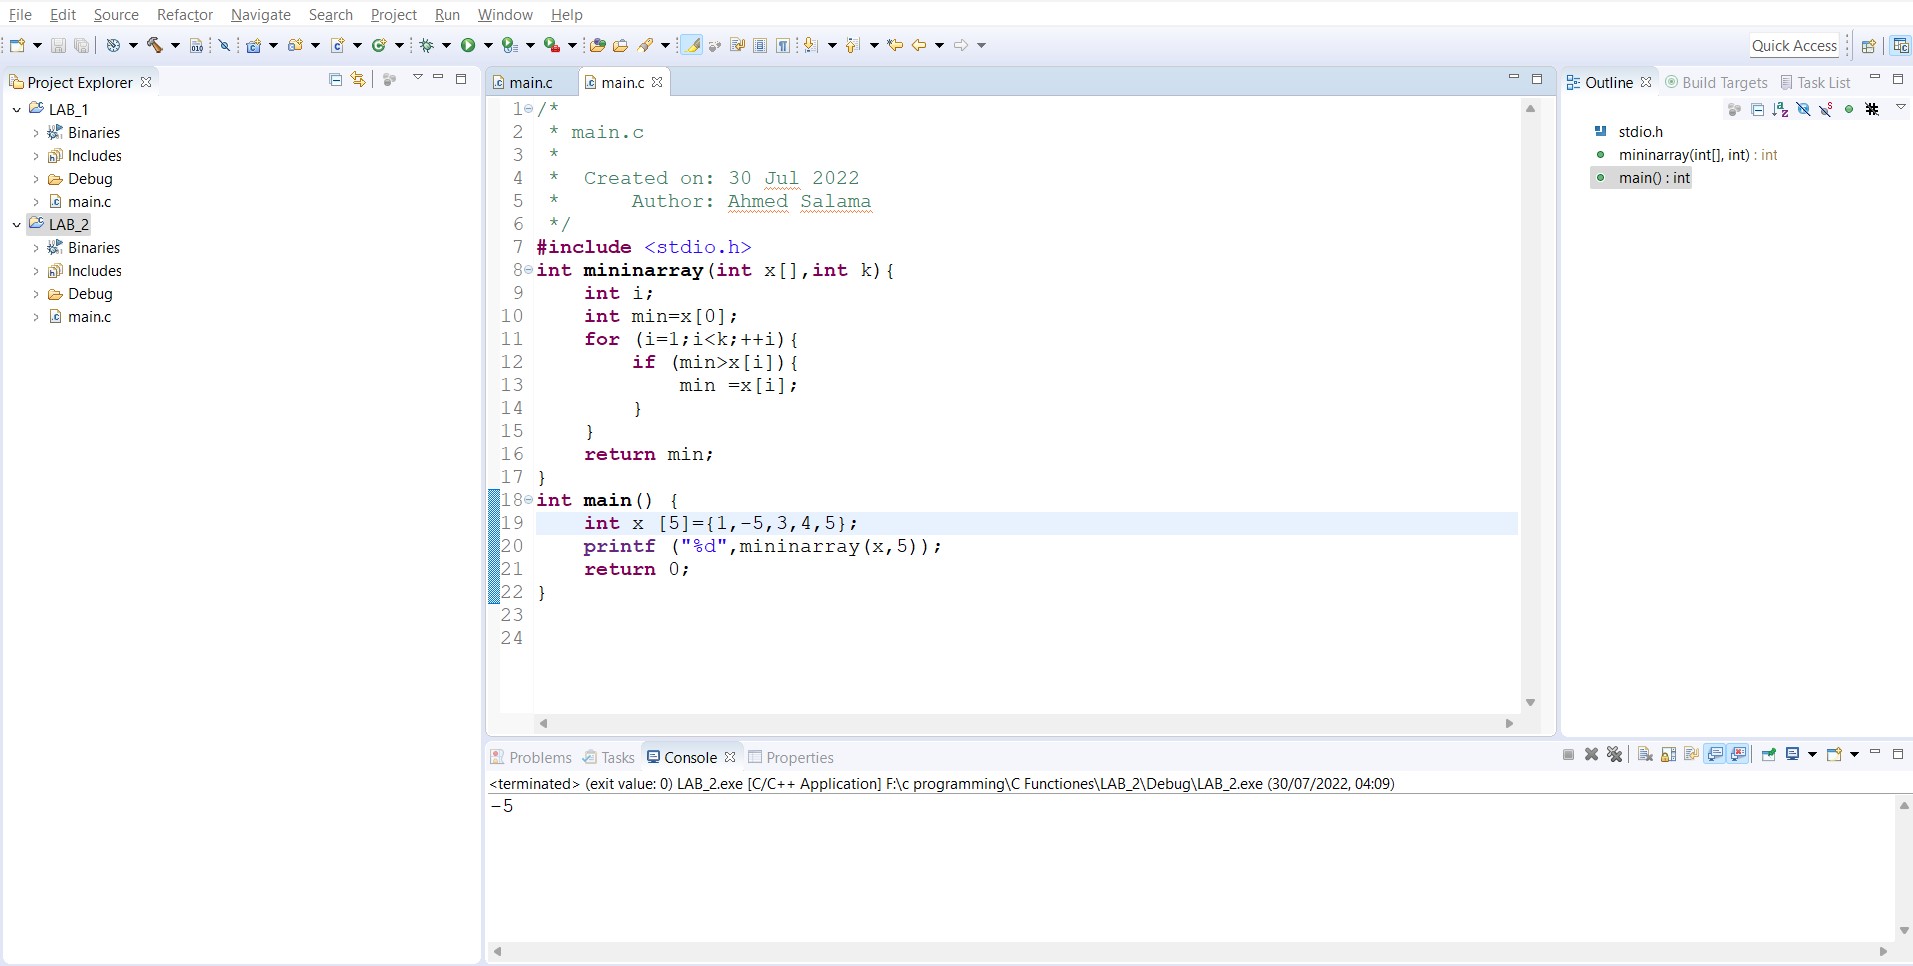 File Edit Source Refactor Navigate Search Project Run Window Help
Quick Access
Project Explorer
LAB_1
Binaries
Includes
Debug
main.c
LAB_2
Binaries
Includes
Debug
main.c
main.c main.c
1 /*
2  * main.c
3  *
4  *  Created on: 30 Jul 2022
5  *      Author: Ahmed Salama
6  */
7 #include <stdio.h>
8 int mininarray(int x[],int k){
9     int i;
10     int min=x[0];
11     for (i=1;i<k;++i){
12         if (min>x[i]){
13             min =x[i];
14         }
15     }
16     return min;
17 }
18 int main() {
19     int x [5]={1,-5,3,4,5};
20     printf ("%d",mininarray(x,5));
21     return 0;
22 }
23
24
Outline Build Targets Task List
stdio.h
mininarray(int[], int) : int
main() : int
Problems Tasks Console Properties
<terminated> (exit value: 0) LAB_2.exe [C/C++ Application] F:\c programming\C Functiones\LAB_2\Debug\LAB_2.exe (30/07/2022, 04:09)
-5